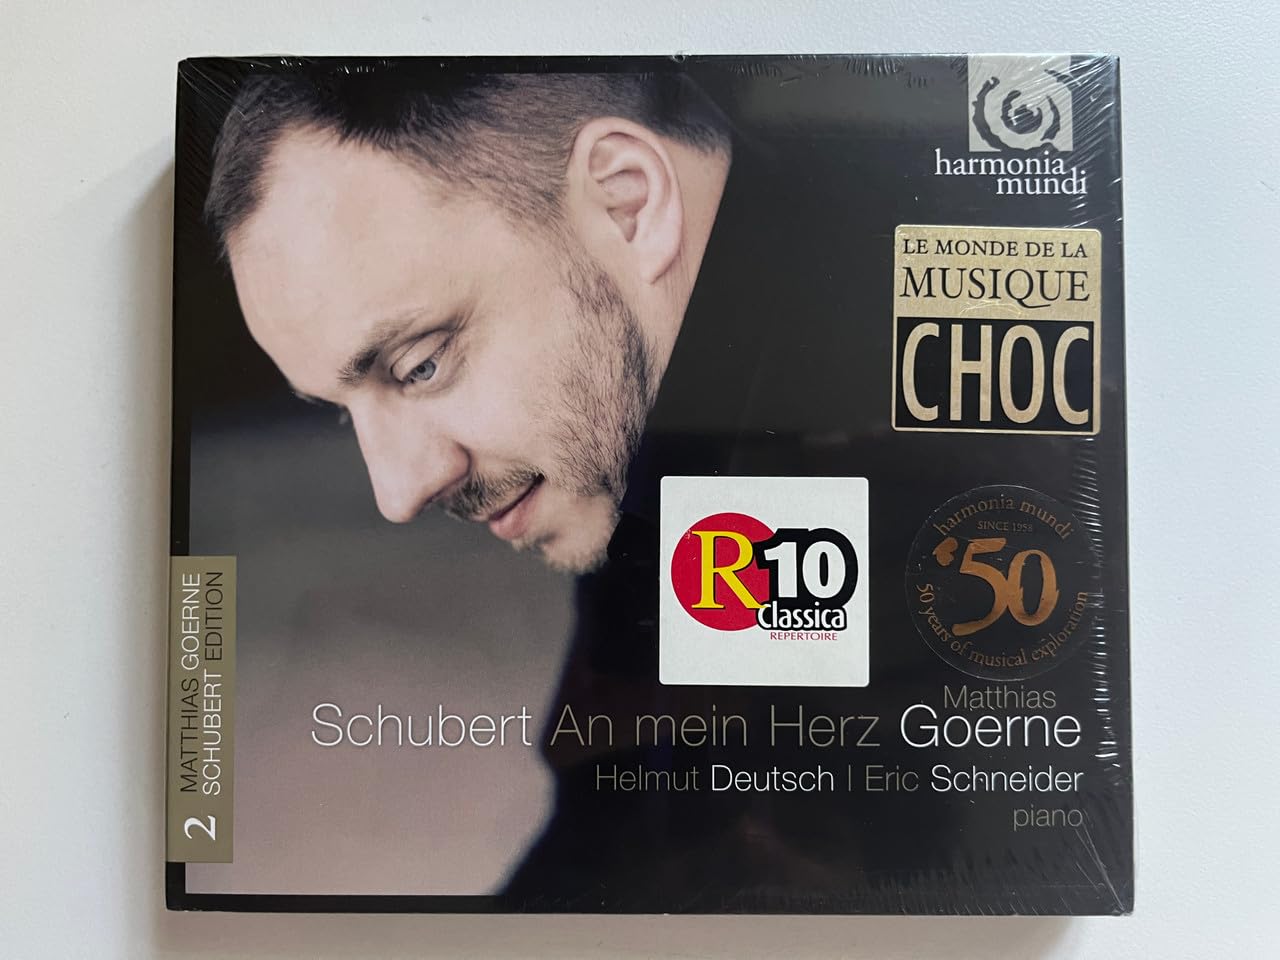 harmonia
mundi
LE MONDE DE LA
MUSIQUE
CHOC
R10
Classica
REPERTOIRE
harmonia mundi
SINCE 1958
'50
50 years of musical exploration
2 MATTHIAS GOERNE
SCHUBERT EDITION
Matthias
Schubert An mein Herz Goerne
Helmut Deutsch | Eric Schneider
piano